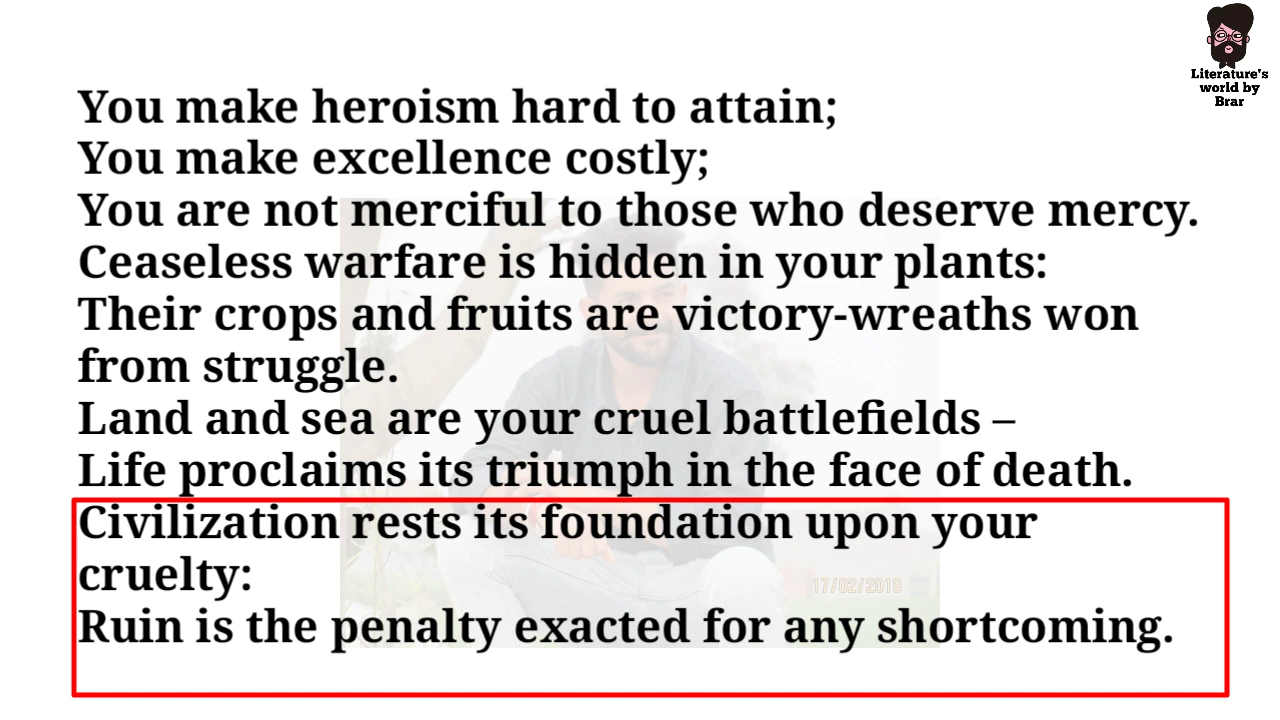 Literature's
world by
Brar
You make heroism hard to attain;
You make excellence costly;
You are not merciful to those who deserve mercy.
Ceaseless warfare is hidden in your plants:
Their crops and fruits are victory-wreaths won
from struggle.
Land and sea are your cruel battlefields –
Life proclaims its triumph in the face of death.
Civilization rests its foundation upon your
cruelty:
17/02/2019
Ruin is the penalty exacted for any shortcoming.